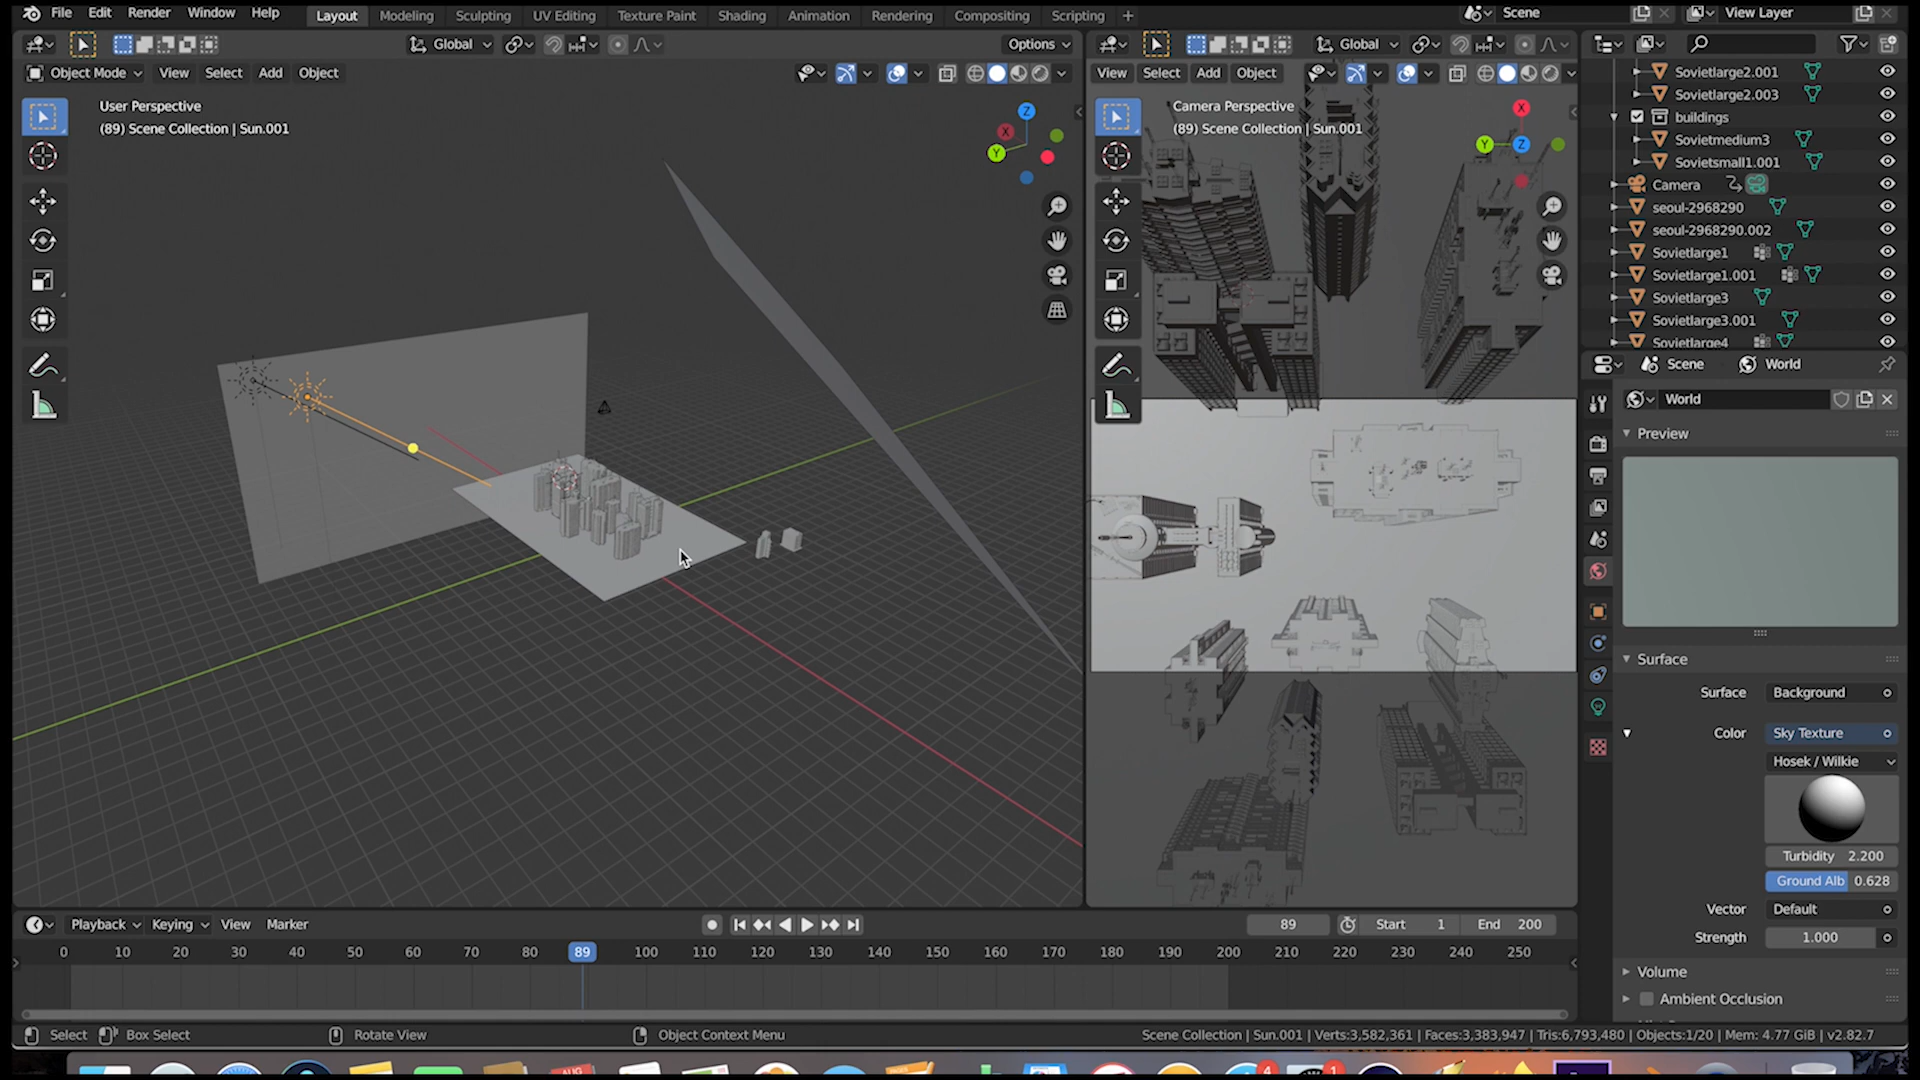 File Edit Render Window Help Layout Modeling Sculpting UV Editing Texture Paint Shading Animation Rendering Compositing Scripting + Scene View Layer
Global Options Global
Object Mode View Select Add Object View Select Add Object
User Perspective
(89) Scene Collection | Sun.001
Z
X
Y
Camera Perspective
(89) Scene Collection | Sun.001
X
Y Z
Sovietlarge2.001
Sovietlarge2.003
buildings
Sovietmedium3
Sovietsmall1.001
Camera
seoul-2968290
seoul-2968290.002
Sovietlarge1
Sovietlarge1.001
Sovietlarge3
Sovietlarge3.001
Sovietlarge4
Scene World
World
Preview
Surface
Surface Background
Color Sky Texture
Hosek / Wilkie
Turbidity 2.200
Ground Alb 0.628
Vector Default
Strength 1.000
Volume
Ambient Occlusion
Playback Keying View Marker 89 Start 1 End 200
0 10 20 30 40 50 60 70 80 89 100 110 120 130 140 150 160 170 180 190 200 210 220 230 240 250
Select Box Select Rotate View Object Context Menu Scene Collection | Sun.001 | Verts:3,582,361 | Faces:3,383,947 | Tris:6,793,480 | Objects:1/20 | Mem: 4.77 GiB | v2.82.7
AUG 4 1